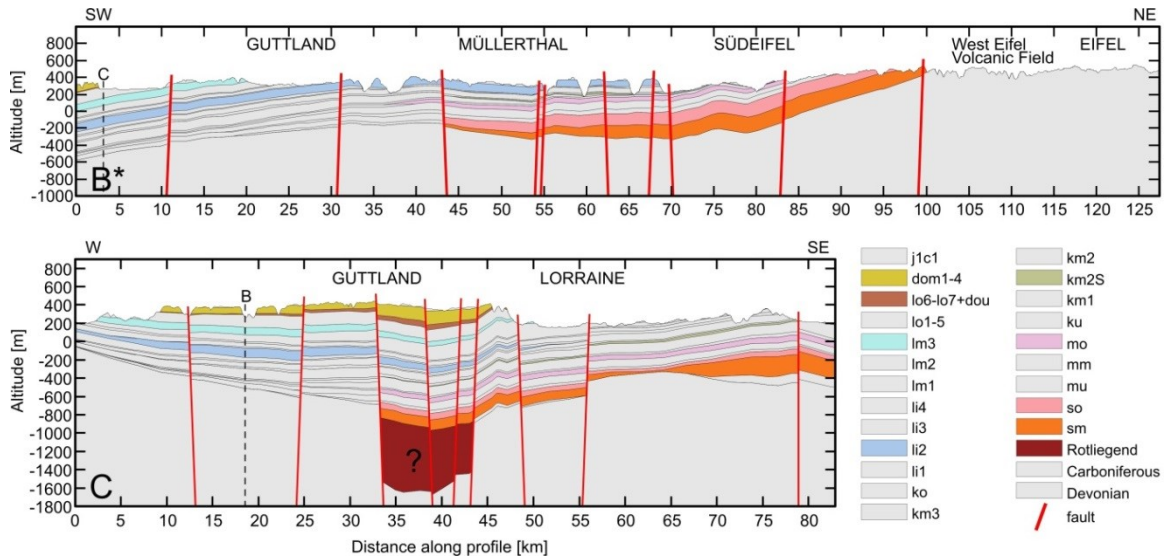 SW NE
GUTTLAND MÜLLERTHAL SÜDEIFEL West Eifel EIFEL
Volcanic Field
C
800
600
400
200
0
-200
-400
-600
-800
-1000
Altitude [m]
B*
0 5 10 15 20 25 30 35 40 45 50 55 60 65 70 75 80 85 90 95 100 105 110 115 120 125
W SE
GUTTLAND LORRAINE
B
800
600
400
200
0
-200
-400
-600
-800
-1000
-1200
-1400
-1600
-1800
Altitude [m]
?
C
0 5 10 15 20 25 30 35 40 45 50 55 60 65 70 75 80
Distance along profile [km]
j1c1
dom1-4
lo6-lo7+dou
lo1-5
lm3
lm2
lm1
li4
li3
li2
li1
ko
km3
km2
km2S
km1
ku
mo
mm
mu
so
sm
Rotliegend
Carboniferous
Devonian
fault